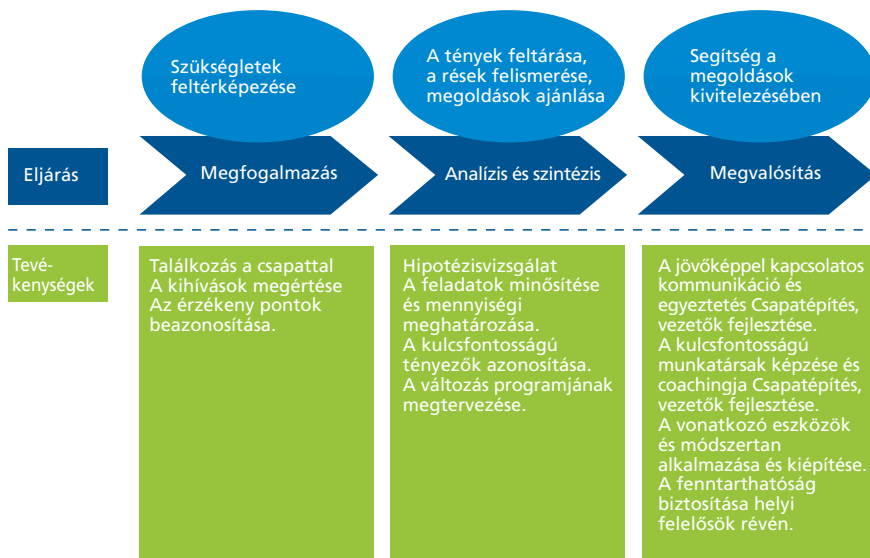 Szükségletek
feltérképezése
A tények feltárása,
a rések felismerése,
megoldások ajánlása
Segítség a
megoldások
kivitelezésében
Eljárás
Megfogalmazás
Analízis és szintézis
Megvalósítás
Tevé-
kenységek
Találkozás a csapattal
A kihívások megértése
Az érzékeny pontok
beazonosítása.
Hipotézisvizsgálat
A feladatok minősítése
és mennyiségi
meghatározása.
A kulcsfontosságú
tényezők azonosítása.
A változás programjának
megtervezése.
A jövőképpel kapcsolatos
kommunikáció és
egyeztetés Csapatépítés,
vezetők fejlesztése.
A kulcsfontosságú
munkatársak képzése és
coachingja Csapatépítés,
vezetők fejlesztése.
A vonatkozó eszközök
és módszertan
alkalmazása és kiépítése.
A fenntarthatóság
biztosítása helyi
felelősök révén.